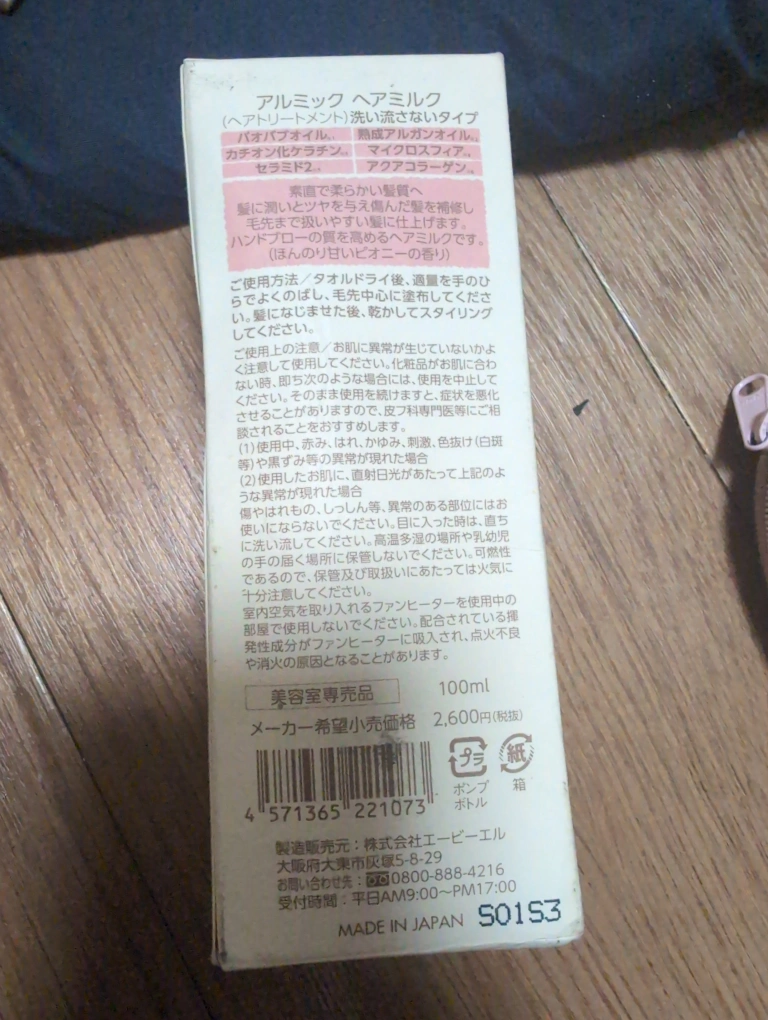 アルミック ヘアミルク
(ヘアトリートメント)洗い流さないタイプ
バオバブオイル 熟成アルガンオイル
カチオン化ケラチン マイクロスフィア
セラミド2 アクアコラーゲン
素直で柔らかい髪質へ
髪に潤いとツヤを与え傷んだ髪を補修し
毛先まで扱いやすい髪に仕上げます。
ハンドブローの質を高めるヘアミルクです。
(ほんのり甘いピオニーの香り)
ご使用方法/タオルドライ後、適量を手のひ
らでよくのばし、毛先中心に塗布してくださ
い。髪になじませた後、乾かしてスタイリング
してください。
ご使用上の注意/お肌に異常が生じていないかよ
く注意して使用してください。化粧品がお肌に合わ
ない時、即ち次のような場合には、使用を中止して
ください。そのまま使用を続けますと、症状を悪化
させることがありますので、皮フ科専門医等にご相
談されることをおすすめします。
(1)使用中、赤み、はれ、かゆみ、刺激、色抜け(白斑
等)や黒ずみ等の異常が現れた場合
(2)使用したお肌に、直射日光があたって上記のよ
うな異常が現れた場合
傷やはれもの、しっしん等、異常のある部位にはお
使いにならないでください。目に入った時は、直ち
に洗い流してください。高温多湿の場所や乳幼児
の手の届く場所に保管しないでください。可燃性
であるので、保管及び取扱いにあたっては火気に
十分注意してください。
室内空気を取り入れるファンヒーターを使用中の
部屋で使用しないでください。配合されている揮
発性成分がファンヒーターに吸入され、点火不良
や消火の原因となることがあります。
美容室専売品 100ml
メーカー希望小売価格 2,600円(税抜)
プラ 紙
ポンプ 箱
ボトル
4 571365 221073
製造販売元:株式会社エービーエル
大阪府大東市灰塚5-8-29
お問い合わせ先: 0800-888-4216
受付時間:平日AM9:00~PM17:00
MADE IN JAPAN S01S3